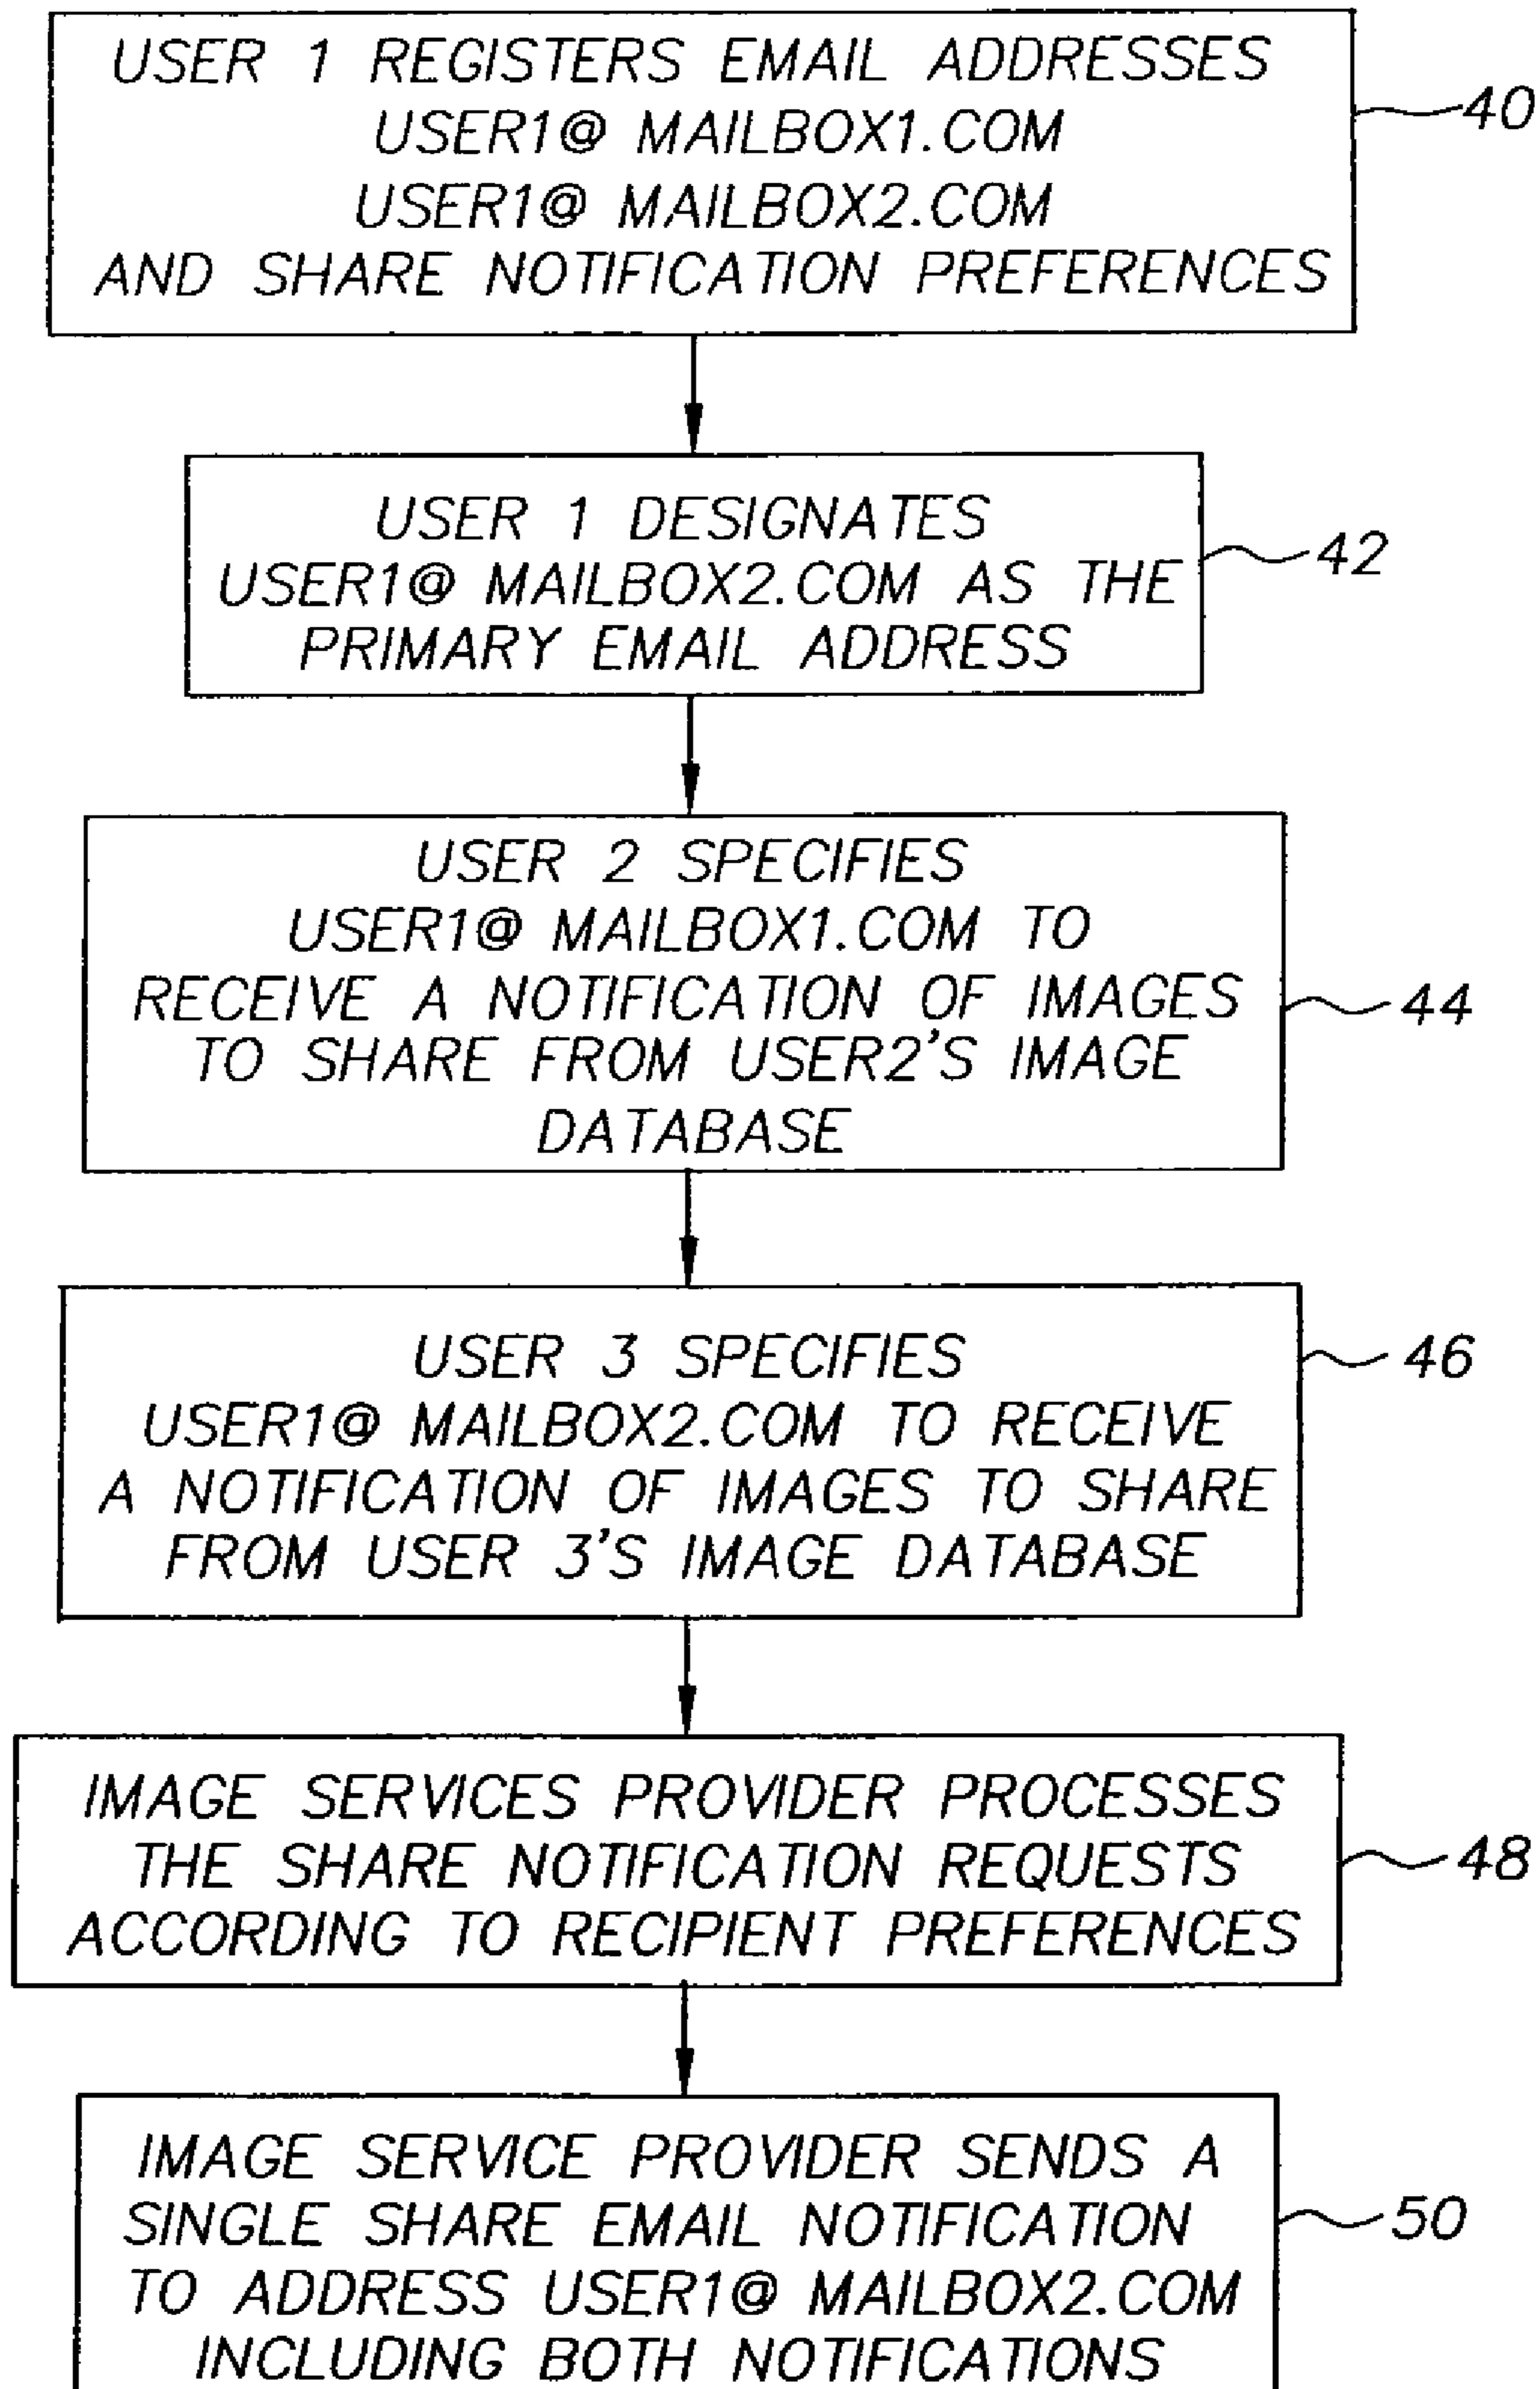 USER 1 REGISTERS EMAIL ADDRESSES
USER1@ MAILBOX1.COM
USER1@ MAILBOX2.COM
AND SHARE NOTIFICATION PREFERENCES
40
USER 1 DESIGNATES
USER1@ MAILBOX2.COM AS THE
PRIMARY EMAIL ADDRESS
42
USER 2 SPECIFIES
USER1@ MAILBOX1.COM TO
RECEIVE A NOTIFICATION OF IMAGES
TO SHARE FROM USER2'S IMAGE
DATABASE
44
USER 3 SPECIFIES
USER1@ MAILBOX2.COM TO RECEIVE
A NOTIFICATION OF IMAGES TO SHARE
FROM USER 3'S IMAGE DATABASE
46
IMAGE SERVICES PROVIDER PROCESSES
THE SHARE NOTIFICATION REQUESTS
ACCORDING TO RECIPIENT PREFERENCES
48
IMAGE SERVICE PROVIDER SENDS A
SINGLE SHARE EMAIL NOTIFICATION
TO ADDRESS USER1@ MAILBOX2.COM
INCLUDING BOTH NOTIFICATIONS
50